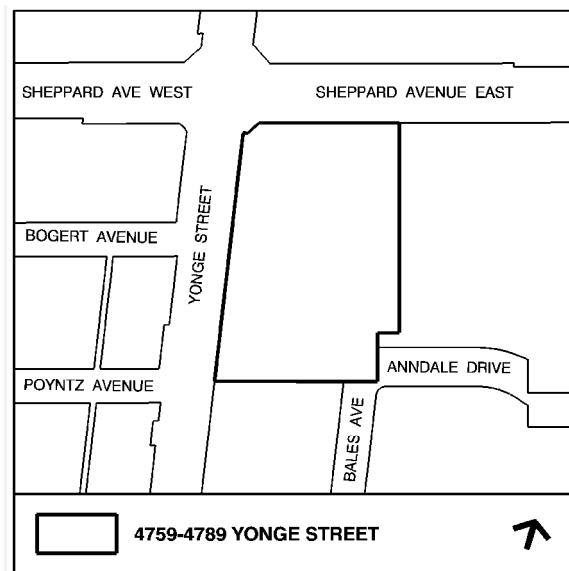 SHEPPARD AVE WEST
SHEPPARD AVENUE EAST
YONGE STREET
BOGERT AVENUE
POYNTZ AVENUE
ANNDALE DRIVE
BALES AVE
4759-4789 YONGE STREET